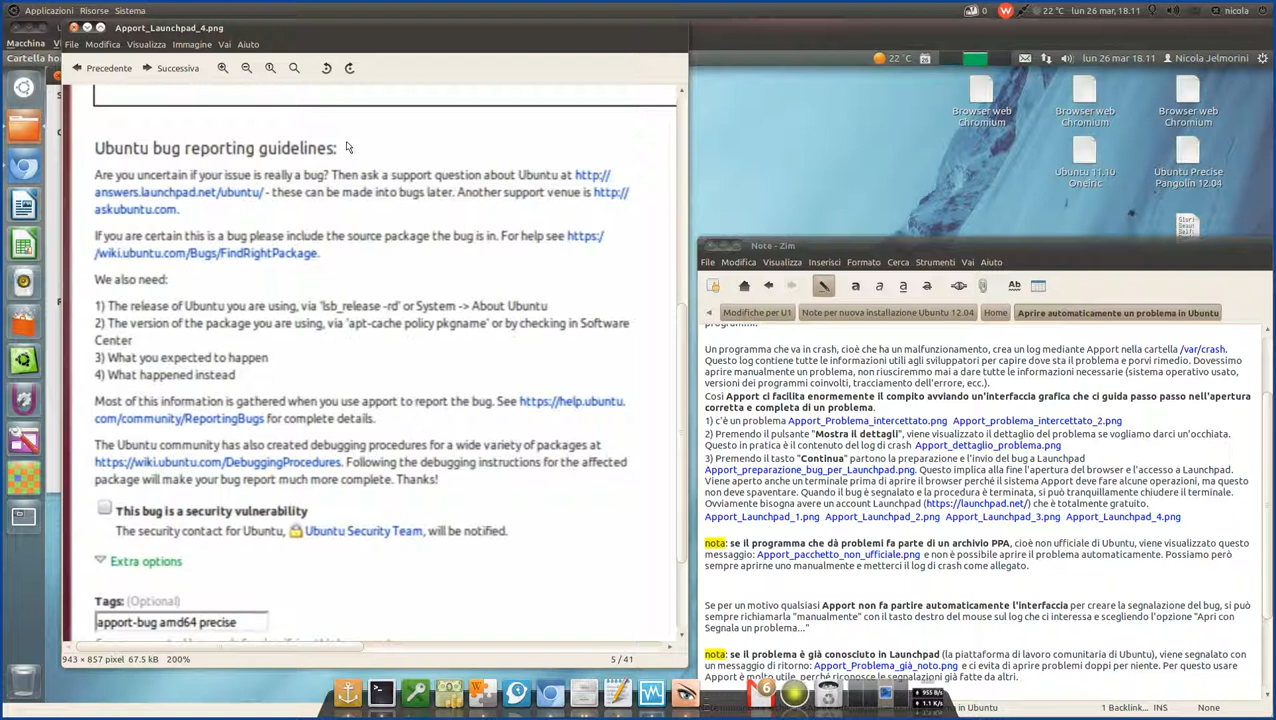 Applicazioni Risorse Sistema
0 22 °C lun 26 mar, 18.11 nicola
Apport_Launchpad_4.png
Macchina
File Modifica Visualizza Immagine Vai Aiuto
Cartella ho
22 °C lun 26 mar 18.11 Nicola Jelmorini
Precedente Successiva
Browser web Chromium
Browser web Chromium
Browser web Chromium
Ubuntu 11.10 Oneiric
Ubuntu Precise Pangolin 12.04
Ubuntu bug reporting guidelines:
Are you uncertain if your issue is really a bug? Then ask a support question about Ubuntu at http://
answers.launchpad.net/ubuntu/ - these can be made into bugs later. Another support venue is http://
askubuntu.com.
If you are certain this is a bug please include the source package the bug is in. For help see https:/
/wiki.ubuntu.com/Bugs/FindRightPackage.
We also need:
1) The release of Ubuntu you are using, via 'lsb_release -rd' or System -> About Ubuntu
2) The version of the package you are using, via 'apt-cache policy pkgname' or by checking in Software
Center
3) What you expected to happen
4) What happened instead
Most of this information is gathered when you use apport to report the bug. See https://help.ubuntu.
com/community/ReportingBugs for complete details.
The Ubuntu community has also created debugging procedures for a wide variety of packages at
https://wiki.ubuntu.com/DebuggingProcedures. Following the debugging instructions for the affected
package will make your bug report much more complete. Thanks!
This bug is a security vulnerability
The security contact for Ubuntu, Ubuntu Security Team, will be notified.
Extra options
Tags: (Optional)
apport-bug amd64 precise
943 × 857 pixel 67.5 kB 200%
5 / 41
Note - Zim
File Modifica Visualizza Inserisci Formato Cerca Strumenti Vai Aiuto
Modifiche per U1 Note per nuova installazione Ubuntu 12.04 Home Aprire automaticamente un problema in Ubuntu
Un programma che va in crash, cioè che ha un malfunzionamento, crea un log mediante Apport nella cartella /var/crash.
Questo log contiene tutte le informazioni utili agli sviluppatori per capire dove sta il problema e porvi rimedio. Dovessimo
aprire manualmente un problema, non riusciremmo mai a dare tutte le informazioni necessarie (sistema operativo usato,
versioni dei programmi coinvolti, tracciamento dell'errore, ecc.).
Così Apport ci facilita enormemente il compito avviando un'interfaccia grafica che ci guida passo passo nell'apertura
corretta e completa di un problema.
1) c'è un problema Apport_Problema_intercettato.png Apport_problema_intercettato_2.png
2) Premendo il pulsante "Mostra il dettagli", viene visualizzato il dettaglio del problema se vogliamo darci un'occhiata.
Questo in pratica è il contenuto del log di crash Apport_dettaglio_problema.png
3) Premendo il tasto "Continua" partono la preparazione e l'invio del bug a Launchpad
Apport_preparazione_bug_per_Launchpad.png. Questo implica alla fine l'apertura del browser e l'accesso a Launchpad.
Viene aperto anche un terminale prima di aprire il browser perché il sistema Apport deve fare alcune operazioni, ma questo
non deve spaventare. Quando il bug è segnalato e la procedura è terminata, si può tranquillamente chiudere il terminale.
Ovviamente bisogna avere un account Launchpad (https://launchpad.net/) che è totalmente gratuito.
Apport_Launchpad_1.png Apport_Launchpad_2.png Apport_Launchpad_3.png Apport_Launchpad_4.png
nota: se il programma che dà problemi fa parte di un archivio PPA, cioè non ufficiale di Ubuntu, viene visualizzato questo
messaggio: Apport_pacchetto_non_ufficiale.png e non è possibile aprire il problema automaticamente. Possiamo però
sempre aprirne uno manualmente e metterci il log di crash come allegato.
Se per un motivo qualsiasi Apport non fa partire automaticamente l'interfaccia per creare la segnalazione del bug, si può
sempre richiamarla "manualmente" con il tasto destro del mouse sul log che ci interessa e scegliendo l'opzione "Apri con
Segnala un problema..."
nota: se il problema è già conosciuto in Launchpad (la piattaforma di lavoro comunitaria di Ubuntu), viene segnalato con
un messaggio di ritorno: Apport_Problema_già_noto.png e ci evita di aprire problemi doppi per niente. Per questo usare
Apport è molto utile, perché riconosce le segnalazioni già fatte da altri.
1 Backlink... INS None